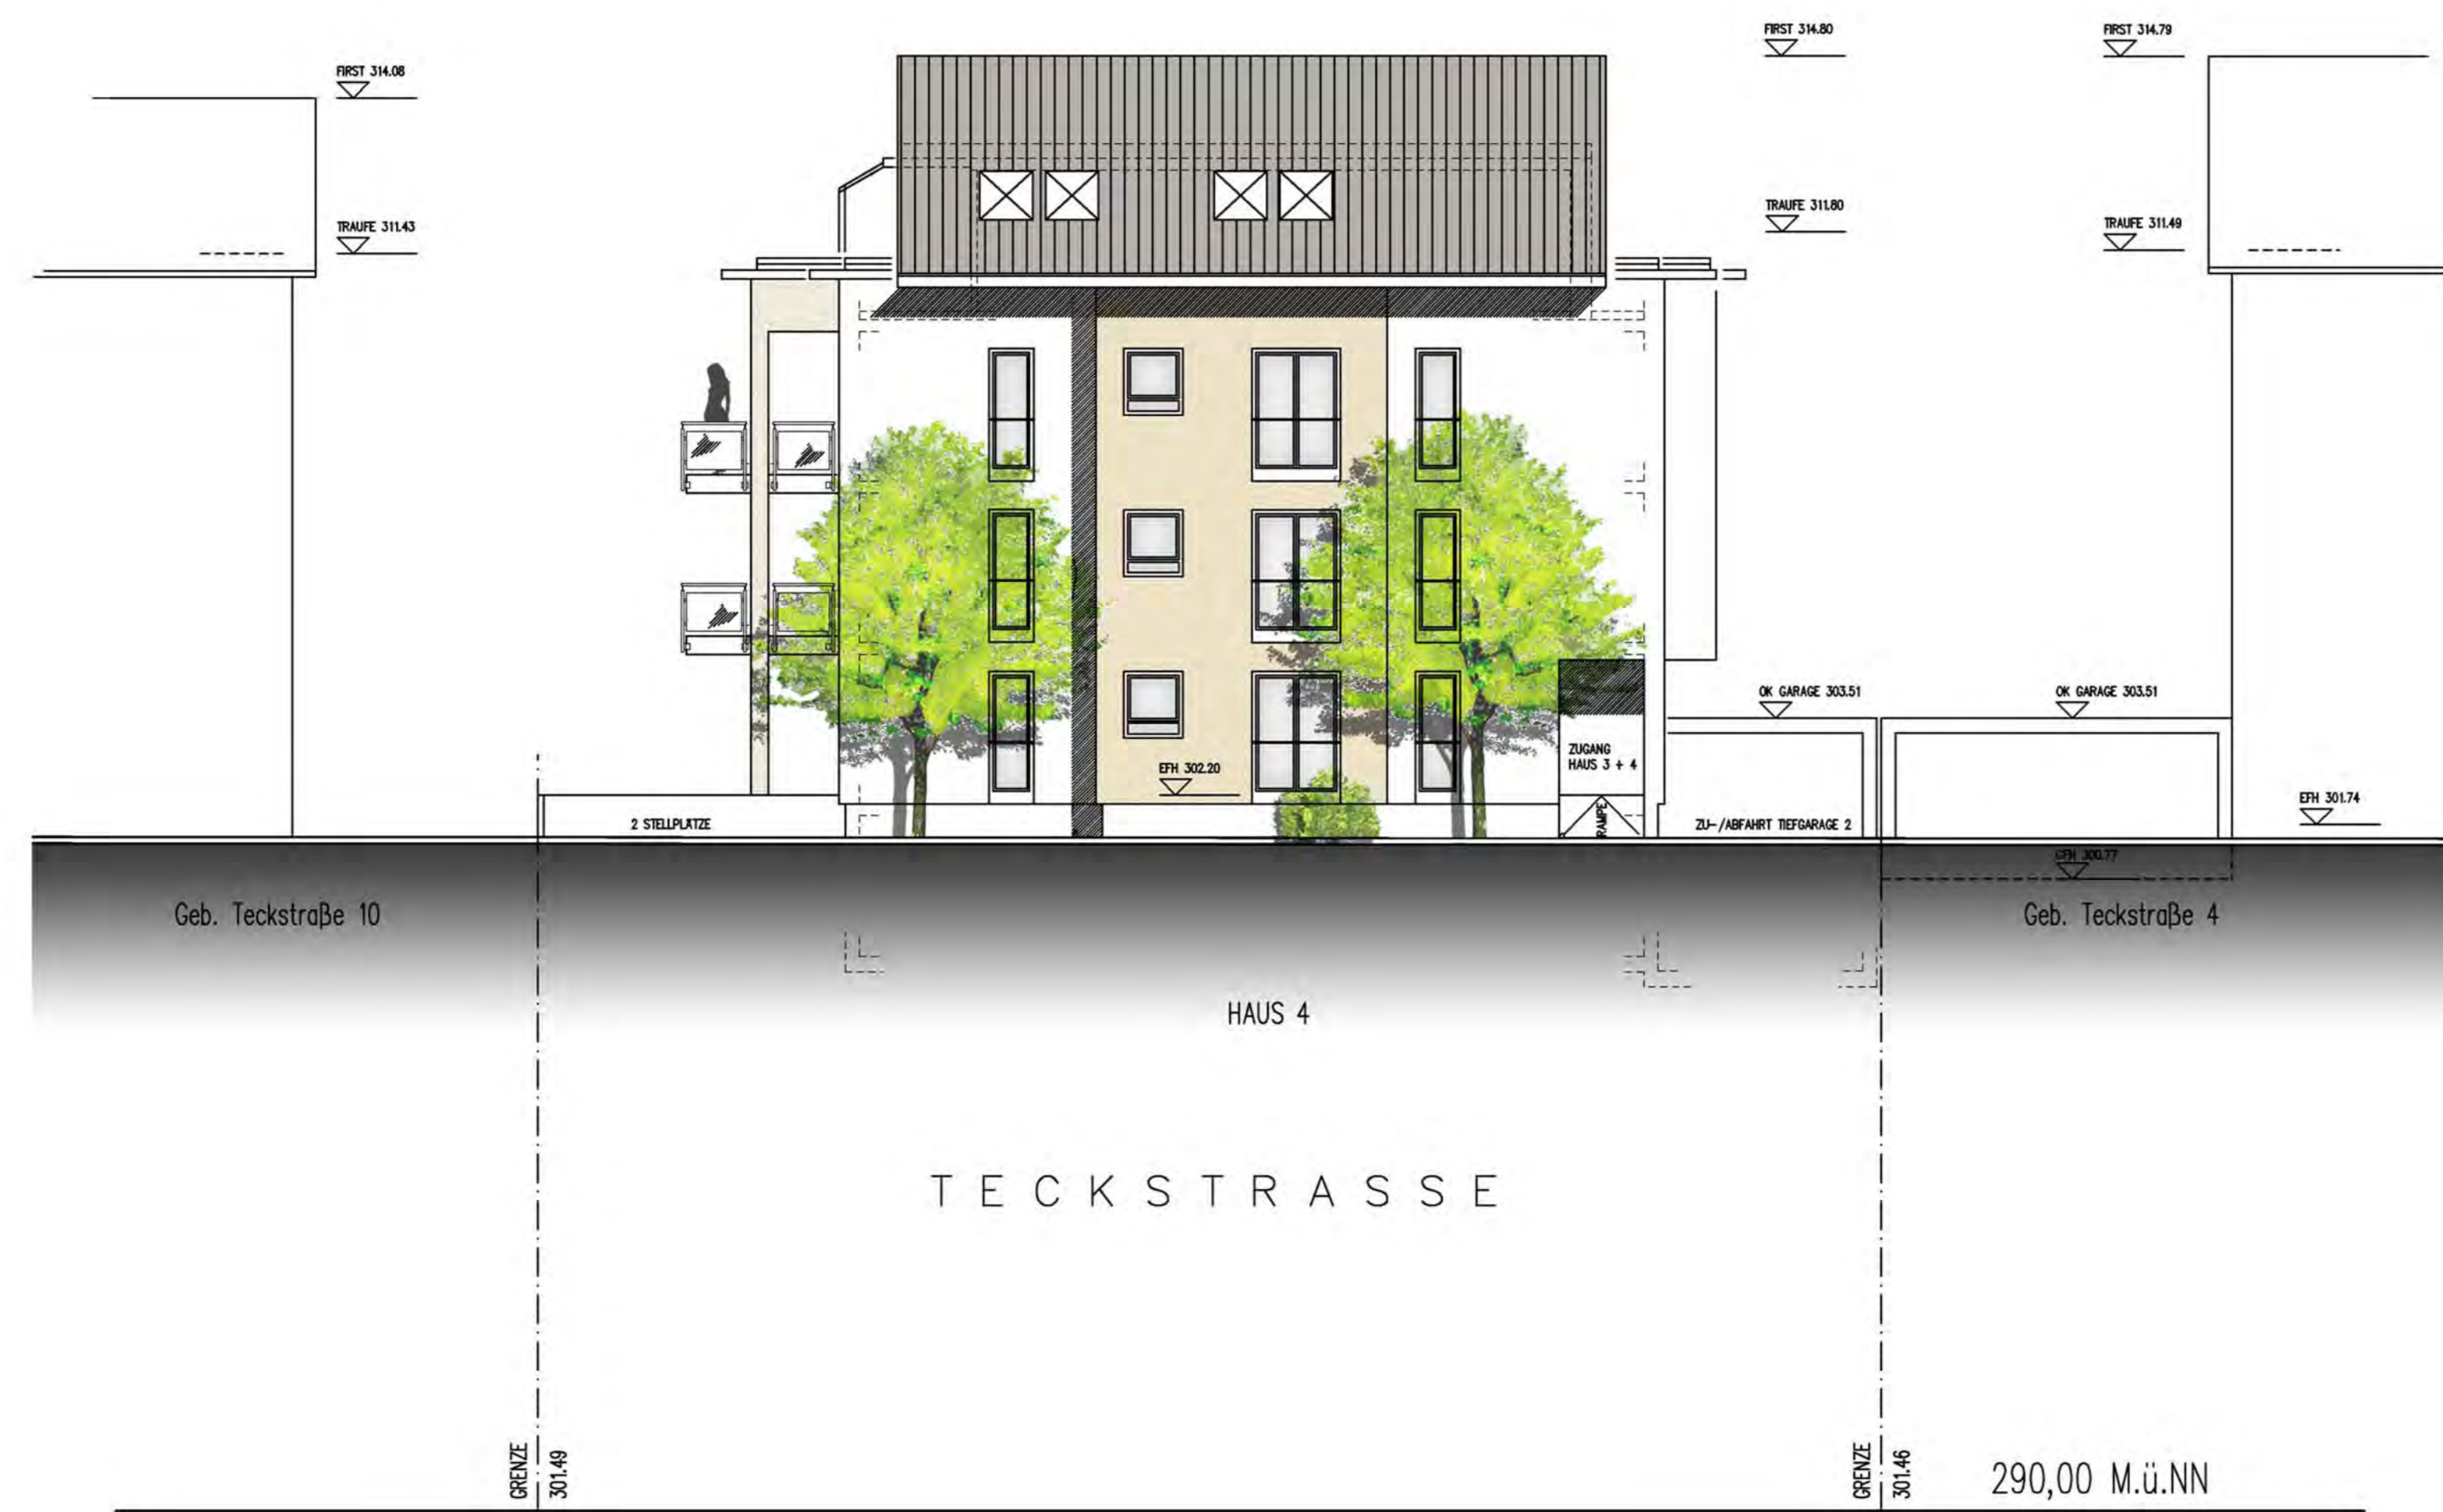 FIRST 314.80
FIRST 314.79
FIRST 314.08
TRAUFE 311.80
TRAUFE 311.43
TRAUFE 311.49
OK GARAGE 303.51
OK GARAGE 303.51
ZUGANG
HAUS 3 + 4
EFH 302.20
EFH 301.74
RAMPE
2 STELLPLÄTZE
ZU-/ABFAHRT TIEFGARAGE 2
GFH 300.77
Geb. Teckstraße 10
Geb. Teckstraße 4
HAUS 4
TECKSTRASSE
GRENZE
301.49
GRENZE
301.46
290,00 M.ü.NN